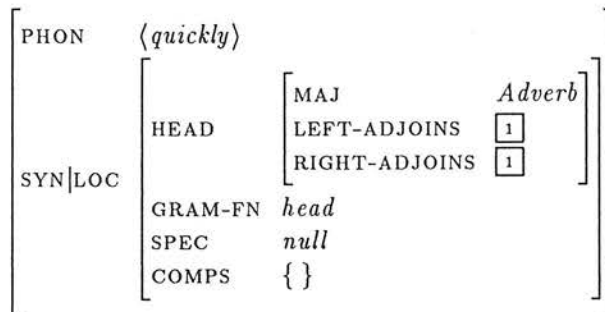 PHON ⟨quickly⟩
MAJ Adverb
HEAD LEFT-ADJOINS 1
RIGHT-ADJOINS 1
SYN|LOC
GRAM-FN head
SPEC null
COMPS { }